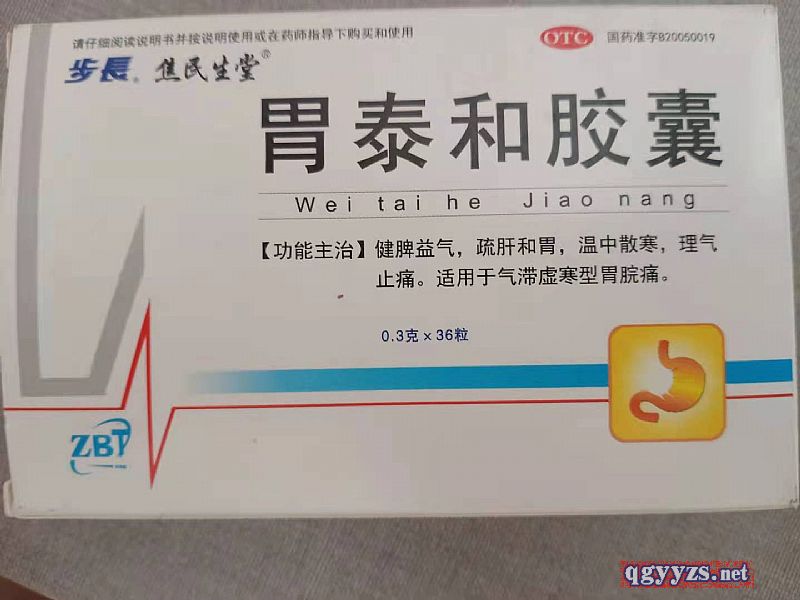 请仔细阅读说明书并按说明使用或在药师指导下购买和使用
OTC 国药准字B20050019
步長® 焦民生堂®
胃泰和胶囊
Wei tai he Jiao nang
【功能主治】健脾益气，疏肝和胃，温中散寒，理气
止痛。适用于气滞虚寒型胃脘痛。
0.3克×36粒
ZBT
qgyyzs.net